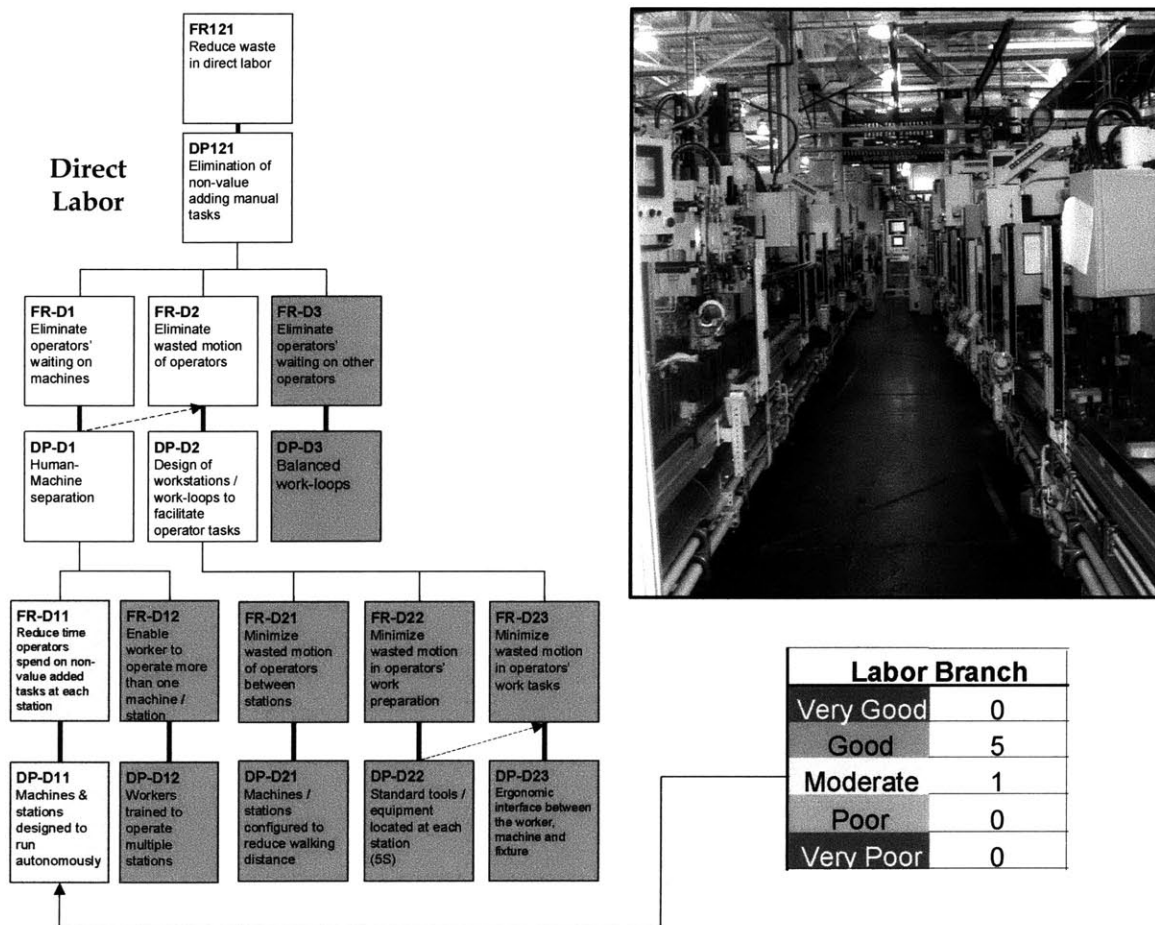 FR121
Reduce waste
in direct labor
DP121
Elimination of
non-value
adding manual
tasks
Direct
Labor
FR-D1
Eliminate
operators'
waiting on
machines
FR-D2
Eliminate
wasted motion
of operators
FR-D3
Eliminate
operators'
waiting on other
operators
DP-D1
Human-
Machine
separation
DP-D2
Design of
workstations /
work-loops to
facilitate
operator tasks
DP-D3
Balanced
work-loops
FR-D11
Reduce time
operators
spend on non-
value added
tasks at each
station
FR-D12
Enable
worker to
operate more
than one
machine /
station
FR-D21
Minimize
wasted motion
of operators
between
stations
FR-D22
Minimize
wasted motion
in operators'
work
preparation
FR-D23
Minimize
wasted motion
in operators'
work tasks
DP-D11
Machines &
stations
designed to
run
autonomously
DP-D12
Workers
trained to
operate
multiple
stations
DP-D21
Machines /
stations
configured to
reduce walking
distance
DP-D22
Standard tools /
equipment
located at each
station
(5S)
DP-D23
Ergonomic
interface between
the worker,
machine and
fixture
Labor Branch
Very Good 0
Good 5
Moderate 1
Poor 0
Very Poor 0